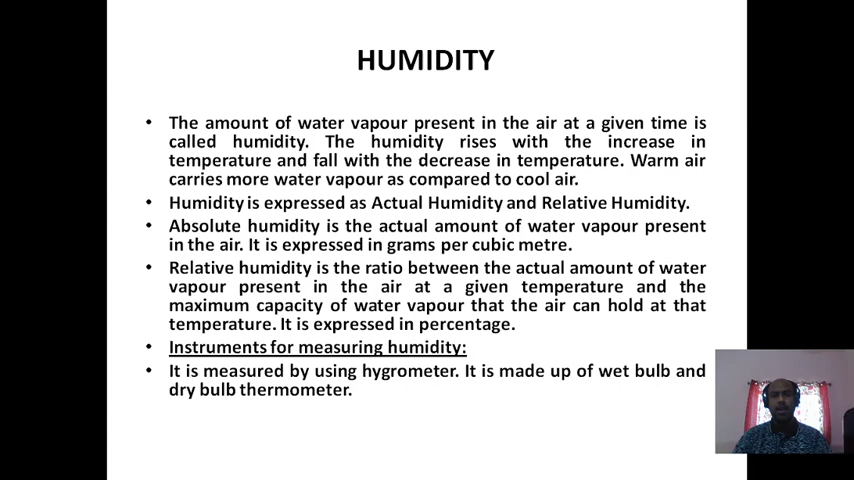 HUMIDITY
• The amount of water vapour present in the air at a given time is
called humidity. The humidity rises with the increase in
temperature and fall with the decrease in temperature. Warm air
carries more water vapour as compared to cool air.
• Humidity is expressed as Actual Humidity and Relative Humidity.
• Absolute humidity is the actual amount of water vapour present
in the air. It is expressed in grams per cubic metre.
• Relative humidity is the ratio between the actual amount of water
vapour present in the air at a given temperature and the
maximum capacity of water vapour that the air can hold at that
temperature. It is expressed in percentage.
• Instruments for measuring humidity:
• It is measured by using hygrometer. It is made up of wet bulb and
dry bulb thermometer.